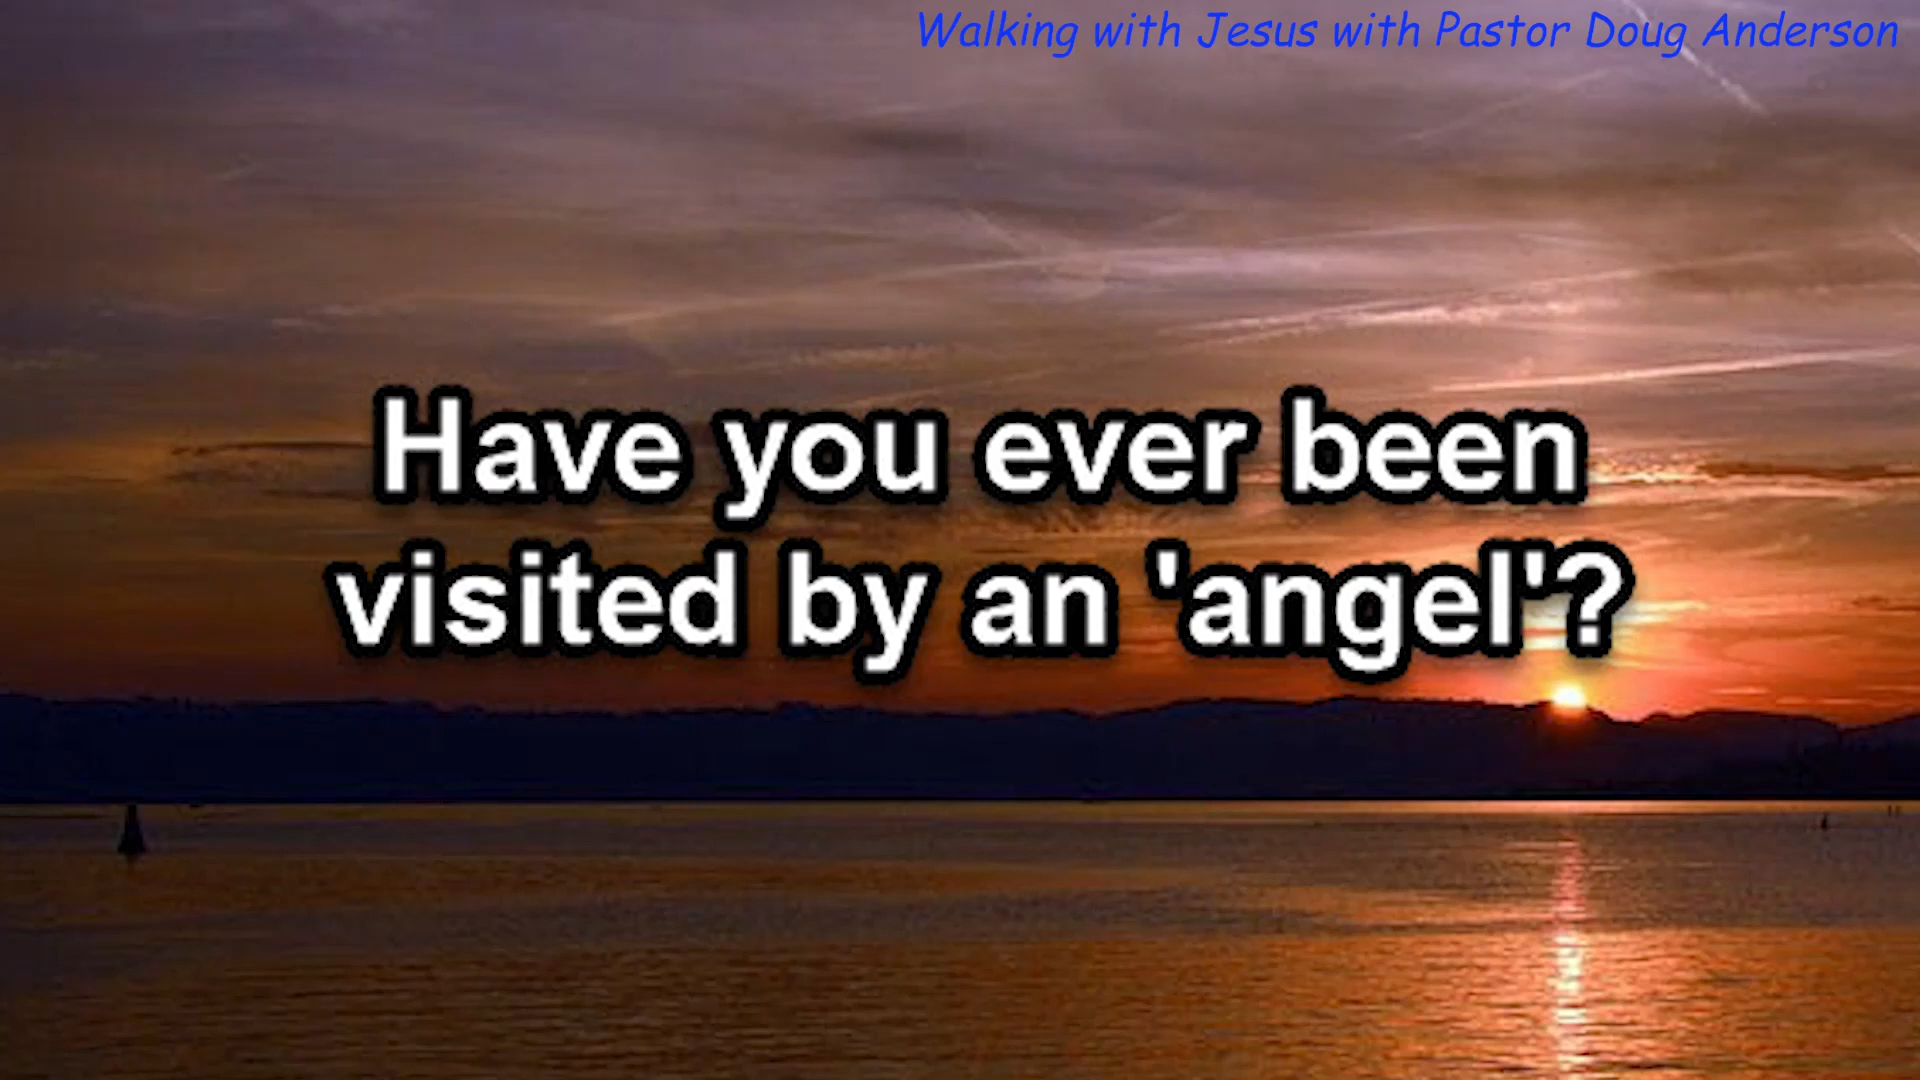 Walking with Jesus with Pastor Doug Anderson
Have you ever been
visited by an 'angel'?